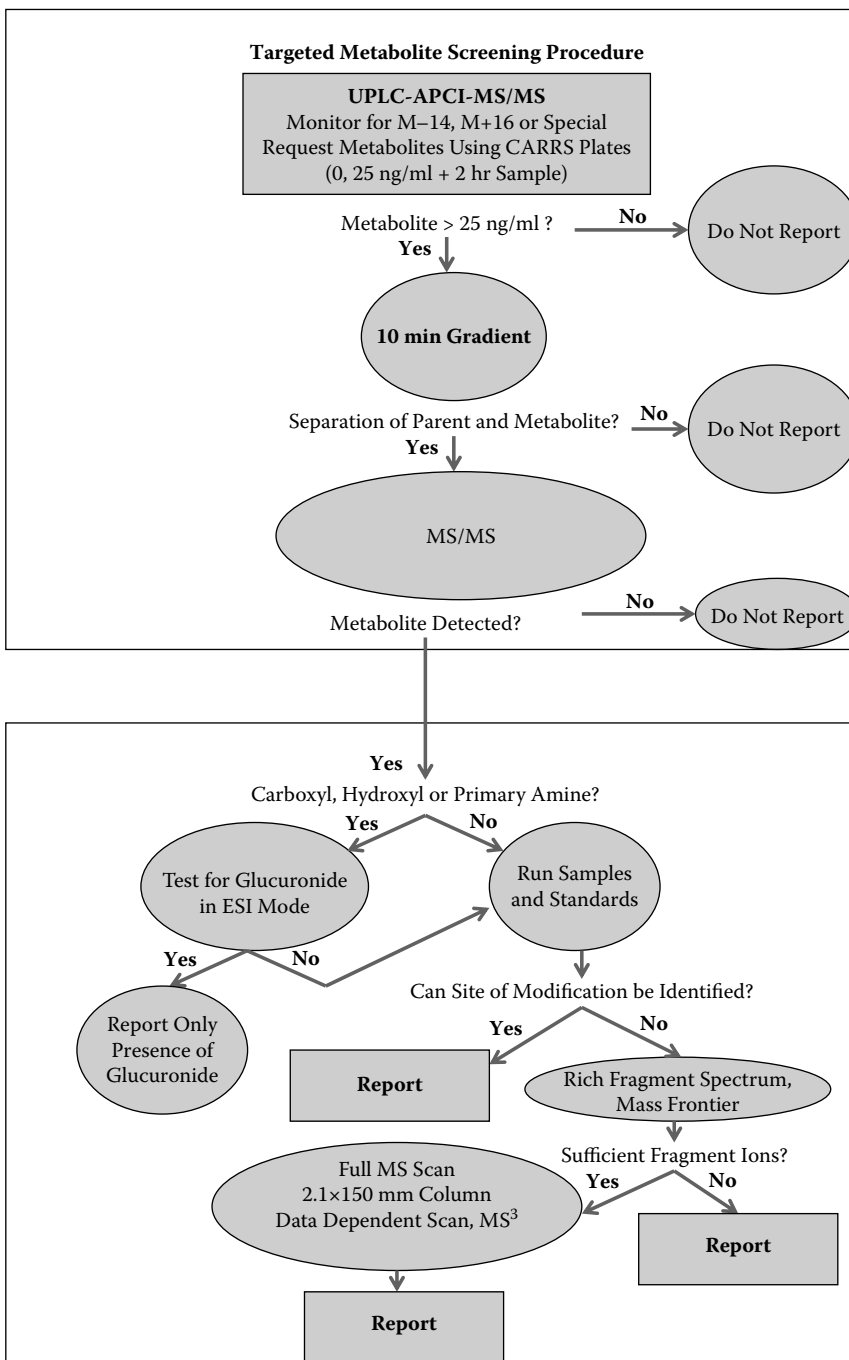 Targeted Metabolite Screening Procedure
UPLC-APCI-MS/MS
Monitor for M–14, M+16 or Special
Request Metabolites Using CARRS Plates
(0, 25 ng/ml + 2 hr Sample)
Metabolite > 25 ng/ml ?
No
Do Not Report
Yes
10 min Gradient
Separation of Parent and Metabolite?
No
Do Not Report
Yes
MS/MS
Metabolite Detected?
No
Do Not Report
Yes
Carboxyl, Hydroxyl or Primary Amine?
Yes
No
Test for Glucuronide
in ESI Mode
Run Samples
and Standards
Yes
No
Report Only
Presence of
Glucuronide
Can Site of Modification be Identified?
Yes
No
Report
Rich Fragment Spectrum,
Mass Frontier
Sufficient Fragment Ions?
Yes
No
Full MS Scan
2.1×150 mm Column
Data Dependent Scan, MS³
Report
Report